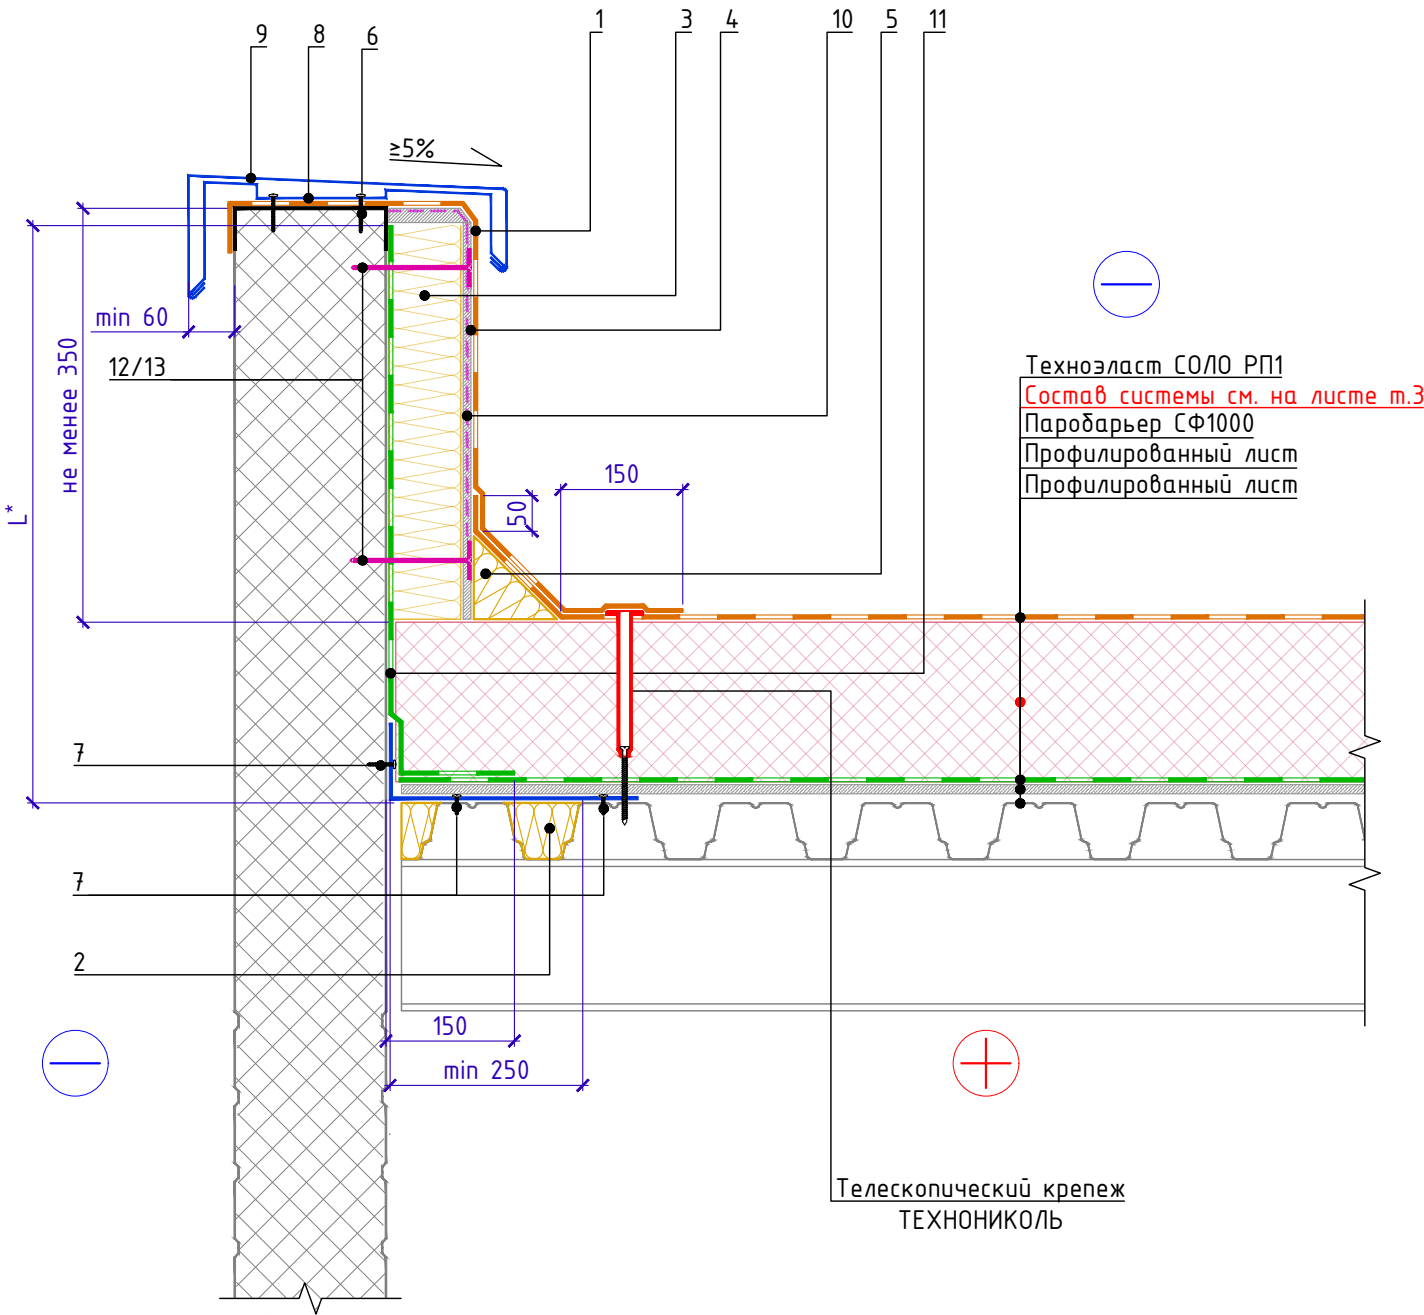 9
8
6
1
3
4
10
5
11
≥5%
min 60
12/13
не менее 350
L*
150
50
Техноэласт СОЛО РП1
Состав системы см. на листе т.3
Паробарьер СФ1000
Профилированный лист
Профилированный лист
7
7
2
150
min 250
Телескопический крепеж
ТЕХНОНИКОЛЬ